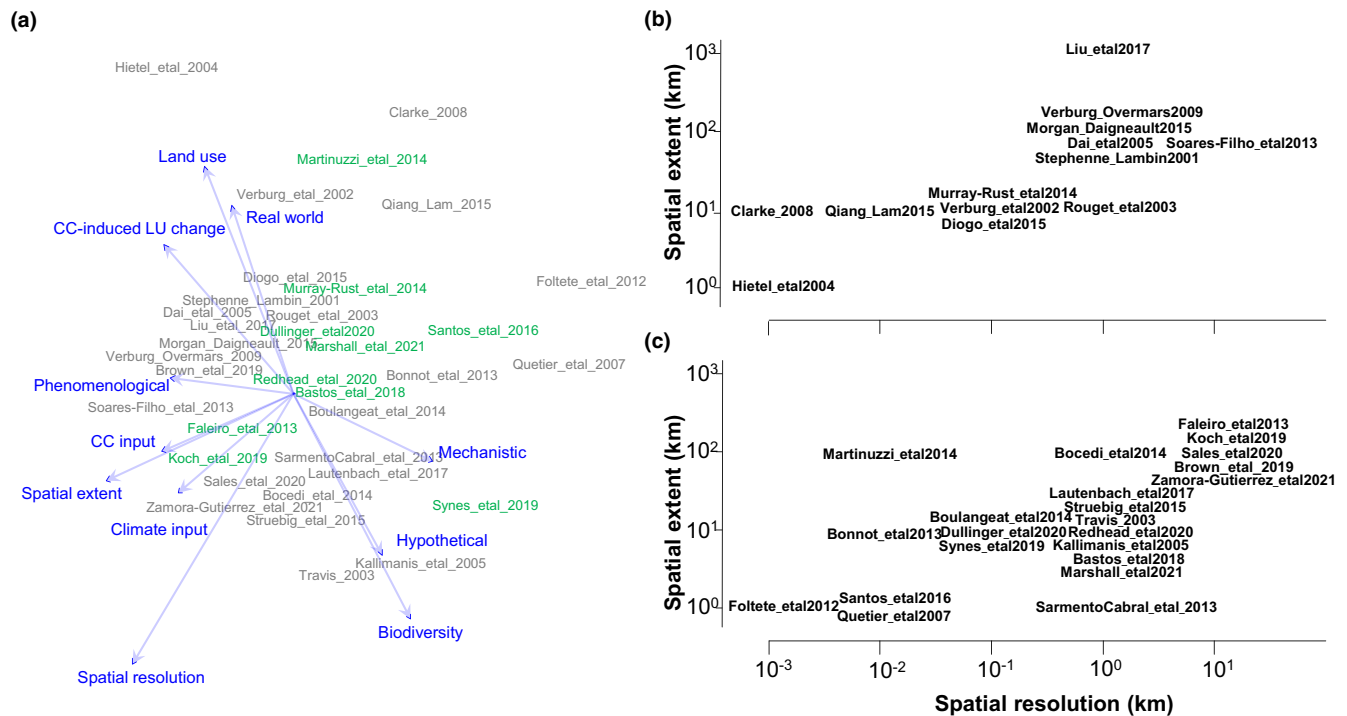 (a)
Hietel_etal_2004
Clarke_2008
Land use
Martinuzzi_etal_2014
Verburg_etal_2002
Qiang_Lam_2015
Real world
CC-induced LU change
Diogo_etal_2015
Murray-Rust_etal_2014
Foltete_etal_2012
Stephenne_Lambin_2001
Dai_etal_2005
Rouget_etal_2003
Liu_etal_2017
Dullinger_etal2020
Santos_etal_2016
Morgan_Daigneault_2015
Marshall_etal_2021
Verburg_Overmars_2009
Quetier_etal_2007
Brown_etal_2019
Redhead_etal_2020
Bonnot_etal_2013
Phenomenological
Bastos_etal_2018
Soares-Filho_etal_2013
Boulangeat_etal_2014
Faleiro_etal_2013
CC input
Koch_etal_2019
SarmentoCabral_etal_2013
Mechanistic
Lautenbach_etal_2017
Sales_etal_2020
Spatial extent
Bocedi_etal_2014
Zamora-Gutierrez_etal_2021
Synes_etal_2019
Struebig_etal_2015
Climate input
Hypothetical
Kallimanis_etal_2005
Travis_2003
Biodiversity
Spatial resolution
(b)
Spatial extent (km)
10³
10²
10¹
10⁰
Liu_etal2017
Verburg_Overmars2009
Morgan_Daigneault2015
Dai_etal2005
Soares-Filho_etal2013
Stephenne_Lambin2001
Murray-Rust_etal2014
Clarke_2008
Qiang_Lam2015
Verburg_etal2002
Rouget_etal2003
Diogo_etal2015
Hietel_etal2004
(c)
Spatial extent (km)
10³
10²
10¹
10⁰
Faleiro_etal2013
Koch_etal2019
Martinuzzi_etal2014
Bocedi_etal2014
Sales_etal2020
Brown_etal_2019
Zamora-Gutierrez_etal2021
Lautenbach_etal2017
Struebig_etal2015
Boulangeat_etal2014
Travis_2003
Bonnot_etal2013
Dullinger_etal2020
Redhead_etal2020
Synes_etal2019
Kallimanis_etal2005
Bastos_etal2018
Marshall_etal2021
Foltete_etal2012
Santos_etal2016
SarmentoCabral_etal_2013
Quetier_etal2007
10⁻³
10⁻²
10⁻¹
10⁰
10¹
Spatial resolution (km)